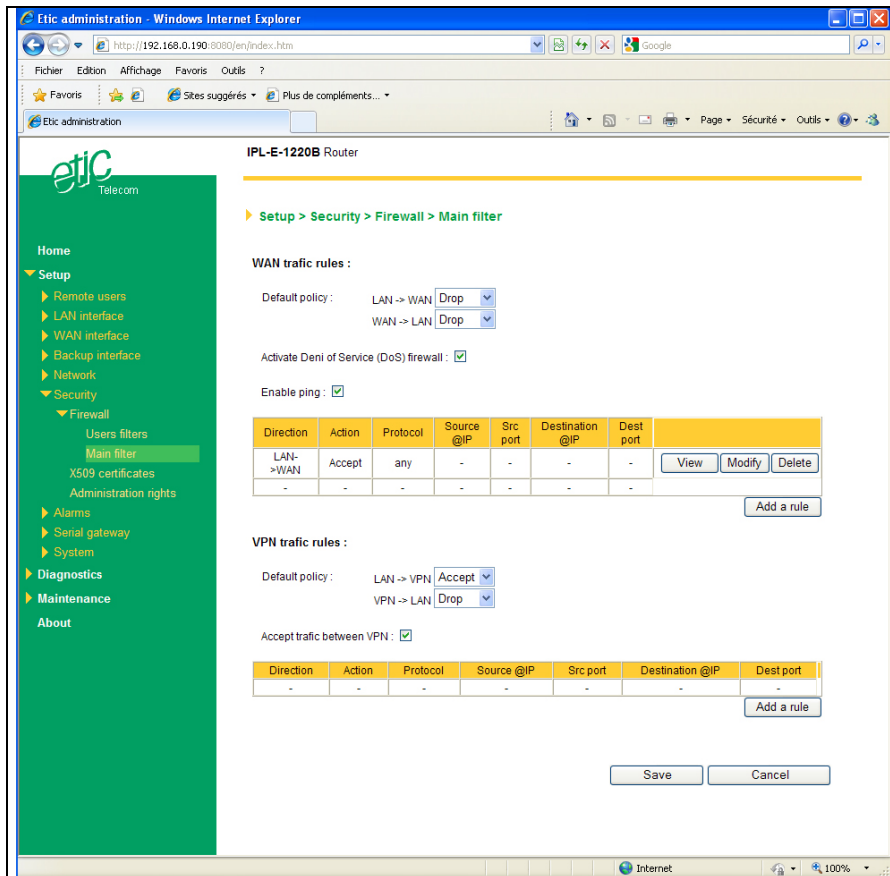 Etic administration - Windows Internet Explorer
http://192.168.0.190:8080/en/index.htm
Google
Fichier Edition Affichage Favoris Outils ?
Favoris Sites suggérés Plus de compléments...
Etic administration
Page Sécurité Outils
etic
Telecom
IPL-E-1220B Router
Setup > Security > Firewall > Main filter
Home
Setup
Remote users
LAN interface
WAN interface
Backup interface
Network
Security
Firewall
Users filters
Main filter
X509 certificates
Administration rights
Alarms
Serial gateway
System
Diagnostics
Maintenance
About
WAN trafic rules :
Default policy : LAN -> WAN Drop
WAN -> LAN Drop
Activate Deni of Service (DoS) firewall :
Enable ping :
Direction Action Protocol Source @IP Src port Destination @IP Dest port
LAN->WAN Accept any - - - - View Modify Delete
- - - - - - -
Add a rule
VPN trafic rules :
Default policy : LAN -> VPN Accept
VPN -> LAN Drop
Accept trafic between VPN :
Direction Action Protocol Source @IP Src port Destination @IP Dest port
- - - - - - -
Add a rule
Save Cancel
Internet 100%